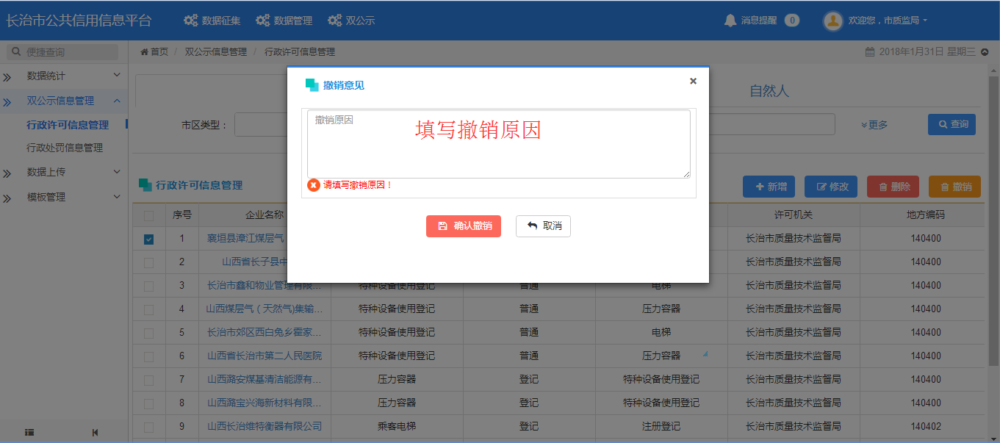 长治市公共信用信息平台 数据征集 数据管理 双公示 消息提醒 0 欢迎您，市质监局
便捷查询 首页 / 双公示信息管理 / 行政许可信息管理 2018年1月31日 星期三
数据统计
双公示信息管理
行政许可信息管理
行政处罚信息管理
数据上传
模板管理
自然人
市区类型： 更多 查询
行政许可信息管理 新增 修改 删除 撤销
撤销意见 ×
撤销原因
填写撤销原因
请填写撤销原因！
确认撤销 取消
序号 企业名称 许可机关 地方编码
1 襄垣县漳江煤层气 长治市质量技术监督局 140400
2 山西省长子县中 长治市质量技术监督局 140400
3 长治市鑫和物业管理有限... 特种设备使用登记 普通 电梯 长治市质量技术监督局 140400
4 山西煤层气（天然气)集输... 特种设备使用登记 普通 压力容器 长治市质量技术监督局 140400
5 长治市郊区西白兔乡霍家... 特种设备使用登记 普通 电梯 长治市质量技术监督局 140400
6 山西省长治市第二人民医院 特种设备使用登记 普通 压力容器 长治市质量技术监督局 140400
7 山西潞安煤基清洁能源有... 压力容器 登记 特种设备使用登记 长治市质量技术监督局 140400
8 山西潞宝兴海新材料有限... 压力容器 登记 特种设备使用登记 长治市质量技术监督局 140400
9 山西长治维特衡器有限公司 乘客电梯 登记 注册登记 长治市质量技术监督局 140402